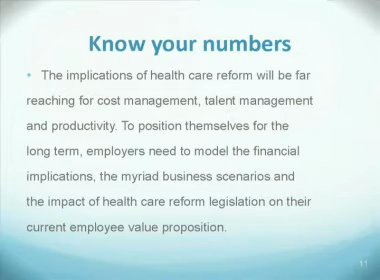 Know your numbers
• The implications of health care reform will be far
reaching for cost management, talent management
and productivity. To position themselves for the
long term, employers need to model the financial
implications, the myriad business scenarios and
the impact of health care reform legislation on their
current employee value proposition.
11